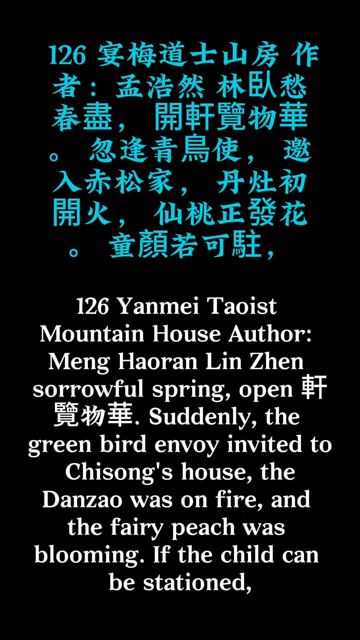 126 宴梅道士山房 作
者：孟浩然 林臥愁
春盡， 開軒覽物華
。 忽逢青鳥使， 邀
入赤松家， 丹灶初
開火， 仙桃正發花
。 童顏若可駐，
126 Yanmei Taoist
Mountain House Author:
Meng Haoran Lin Zhen
sorrowful spring, open 軒
覽物華. Suddenly, the
green bird envoy invited to
Chisong's house, the
Danzao was on fire, and
the fairy peach was
blooming. If the child can
be stationed,